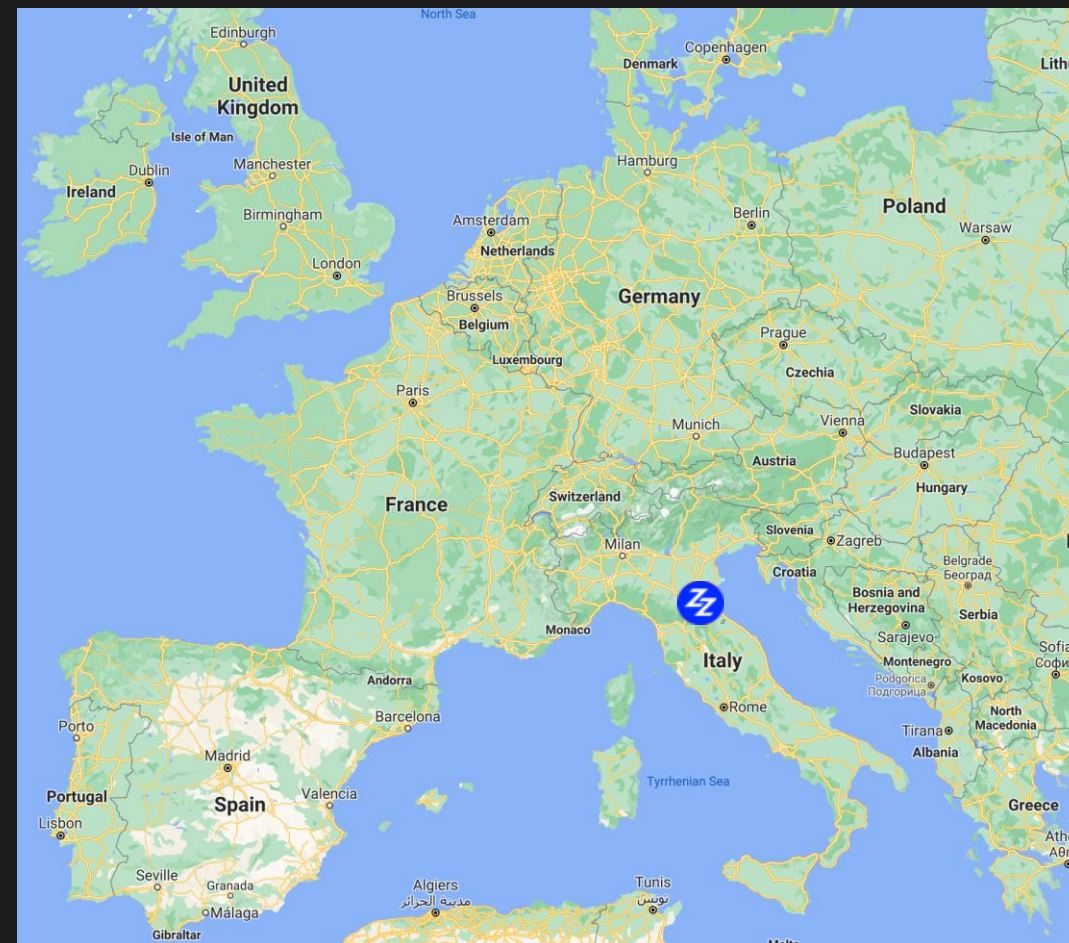 North Sea
Edinburgh
Copenhagen
Denmark
Lith
United
Kingdom
Isle of Man
Hamburg
Manchester
Dublin
Ireland
Poland
Birmingham
Berlin
Amsterdam
Warsaw
Netherlands
London
Brussels
Germany
Belgium
Prague
Luxembourg
Czechia
Paris
Slovakia
Munich
Vienna
Budapest
Austria
Hungary
Switzerland
France
Slovenia
Zagreb
Milan
Belgrade
Београд
Croatia
Bosnia and
Herzegovina
ZZ
Serbia
Monaco
Sarajevo
Sofia
Софи
Italy
Montenegro
Andorra
Podgorica
Подгорица
Kosovo
Rome
North
Macedonia
Barcelona
Porto
Tirana
Albania
Madrid
Tyrrhenian Sea
Portugal
Valencia
Spain
Greece
Lisbon
Ath
Αθη
Seville
Granada
Algiers
مدينة الجزائر
Tunis
تونس
Málaga
Gibraltar